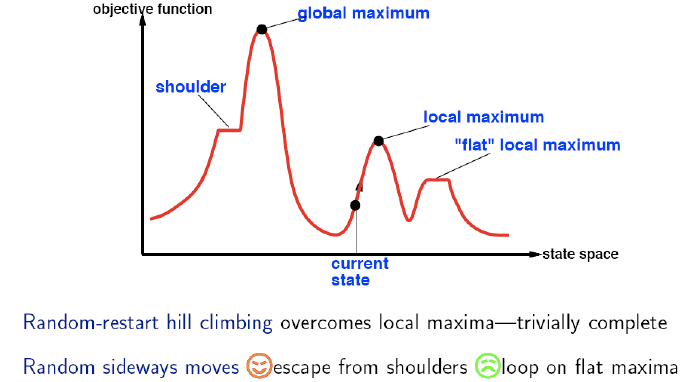 objective function
global maximum
shoulder
local maximum
"flat" local maximum
state space
current
state
Random-restart hill climbing overcomes local maxima—trivially complete
Random sideways moves escape from shoulders loop on flat maxima